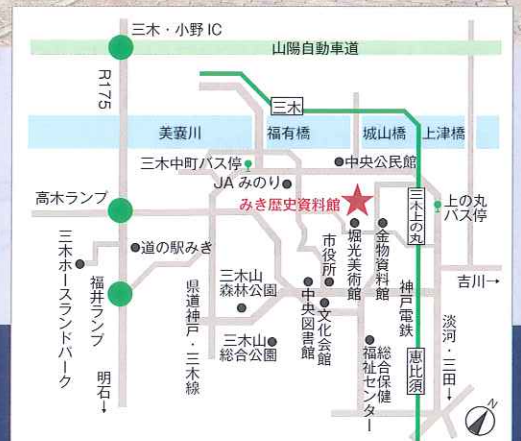 三木・小野IC
山陽自動車道
R175
三木
美嚢川
福有橋
城山橋
上津橋
三木中町バス停
中央公民館
JAみのり
高木ランプ
みき歴史資料館
三木上の丸
上の丸
バス停
道の駅みき
三木ホースランドパーク
福井ランプ
明石→
県道神戸・三木線
三木山
森林公園
三木山
総合公園
市役所
中央図書館
文化会館
堀光美術館
金物資料館
神戸電鉄
吉川→
淡河・三田→
総合保健
福祉センター
恵比須
N